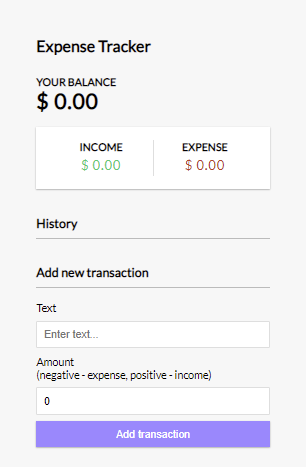 Expense Tracker
YOUR BALANCE
$ 0.00
INCOME
$ 0.00
EXPENSE
$ 0.00
History
Add new transaction
Text
Enter text...
Amount
(negative - expense, positive - income)
0
Add transaction